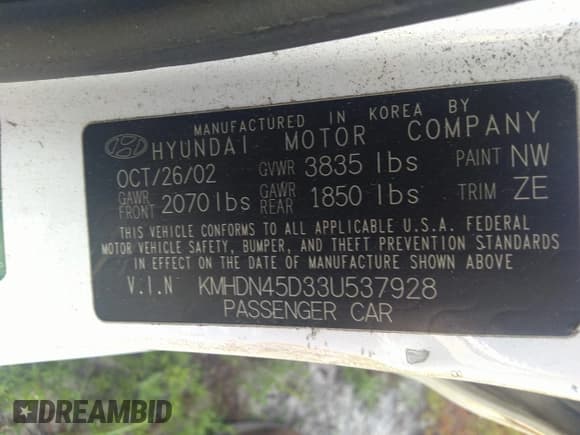 MANUFACTURED IN KOREA BY
HYUNDAI MOTOR COMPANY
OCT/26/02 GVWR 3835 lbs PAINT NW
GAWR FRONT 2070 lbs GAWR REAR 1850 lbs TRIM ZE
THIS VEHICLE CONFORMS TO ALL APPLICABLE U.S.A. FEDERAL
MOTOR VEHICLE SAFETY, BUMPER, AND THEFT PREVENTION STANDARDS
IN EFFECT ON THE DATE OF MANUFACTURE SHOWN ABOVE
V.I.N KMHDN45D33U537928
PASSENGER CAR
DREAMBID